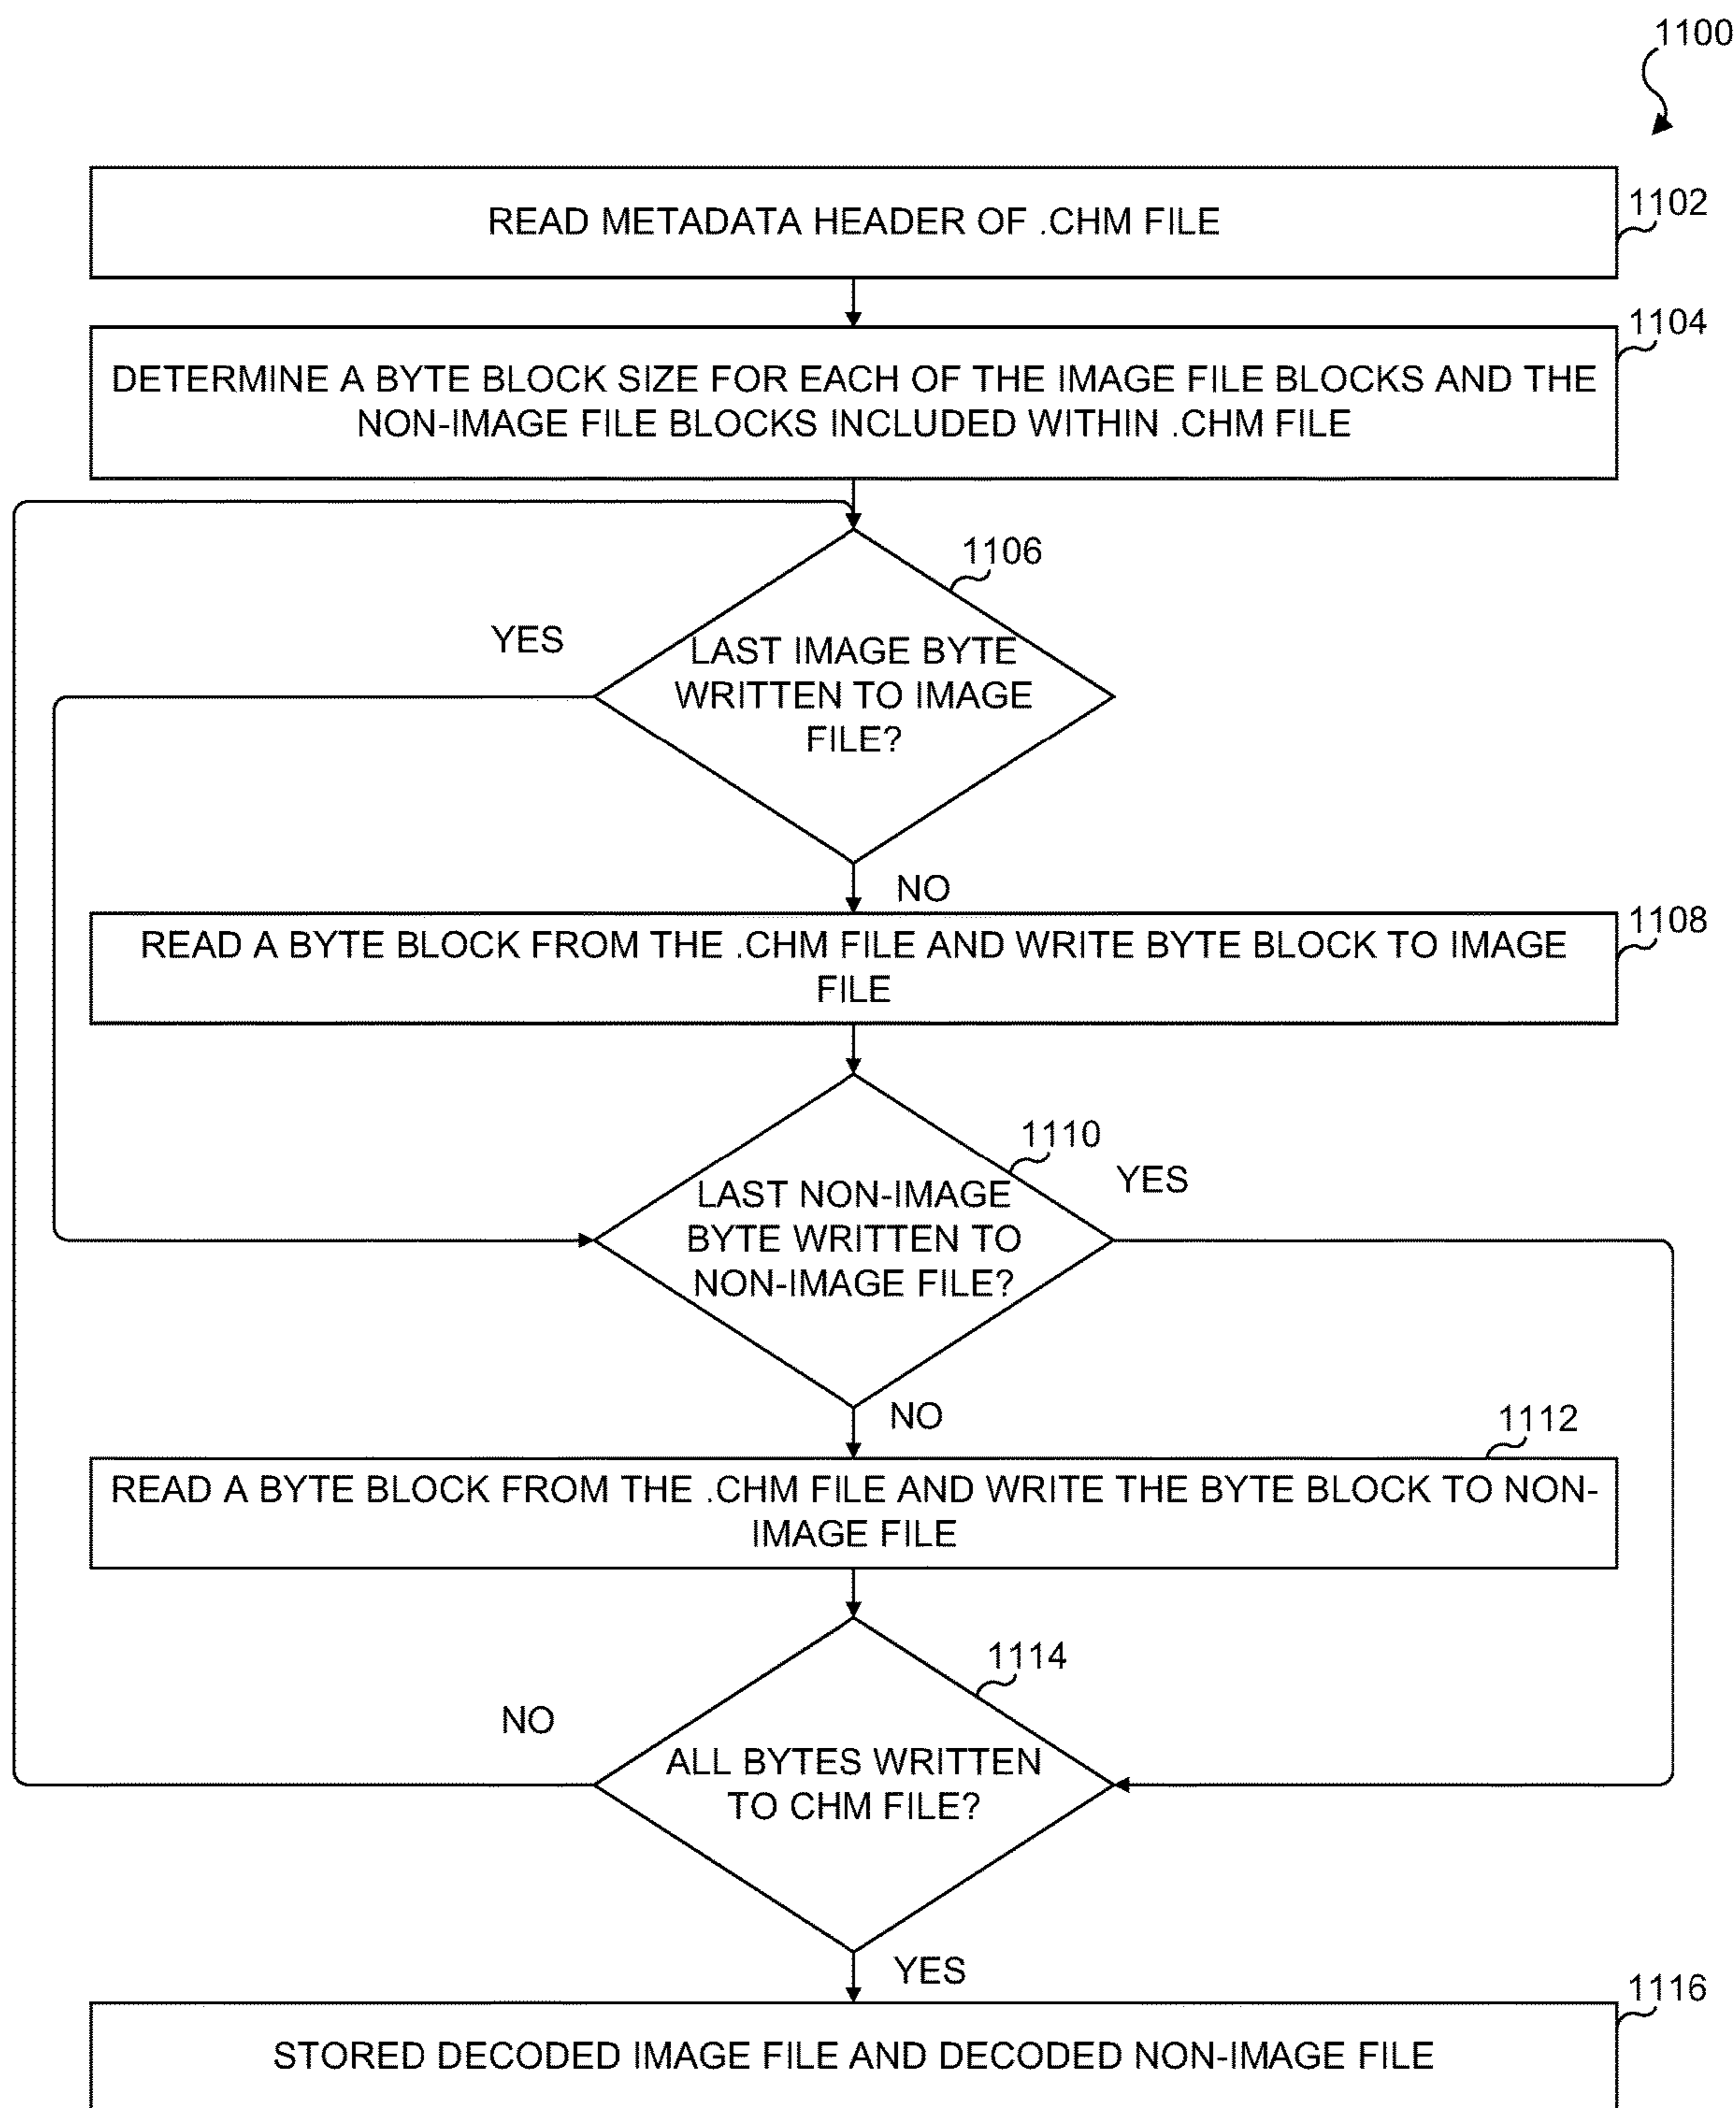 1100
READ METADATA HEADER OF .CHM FILE
1102
1104
DETERMINE A BYTE BLOCK SIZE FOR EACH OF THE IMAGE FILE BLOCKS AND THE
NON-IMAGE FILE BLOCKS INCLUDED WITHIN .CHM FILE
1106
YES
LAST IMAGE BYTE
WRITTEN TO IMAGE
FILE?
NO
1108
READ A BYTE BLOCK FROM THE .CHM FILE AND WRITE BYTE BLOCK TO IMAGE
FILE
1110
YES
LAST NON-IMAGE
BYTE WRITTEN TO
NON-IMAGE FILE?
NO
1112
READ A BYTE BLOCK FROM THE .CHM FILE AND WRITE THE BYTE BLOCK TO NON-
IMAGE FILE
1114
NO
ALL BYTES WRITTEN
TO CHM FILE?
YES
1116
STORED DECODED IMAGE FILE AND DECODED NON-IMAGE FILE